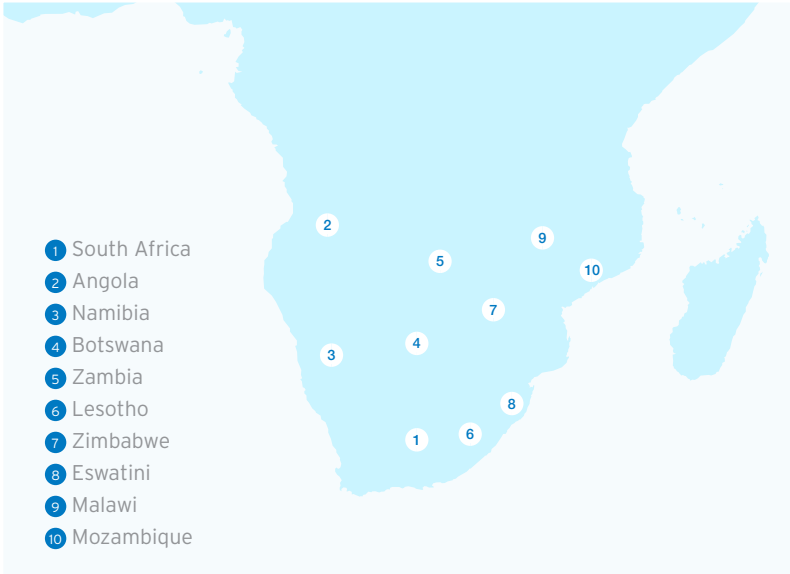 1 South Africa
2 Angola
3 Namibia
4 Botswana
5 Zambia
6 Lesotho
7 Zimbabwe
8 Eswatini
9 Malawi
10 Mozambique
2
9
5
10
7
4
3
8
6
1